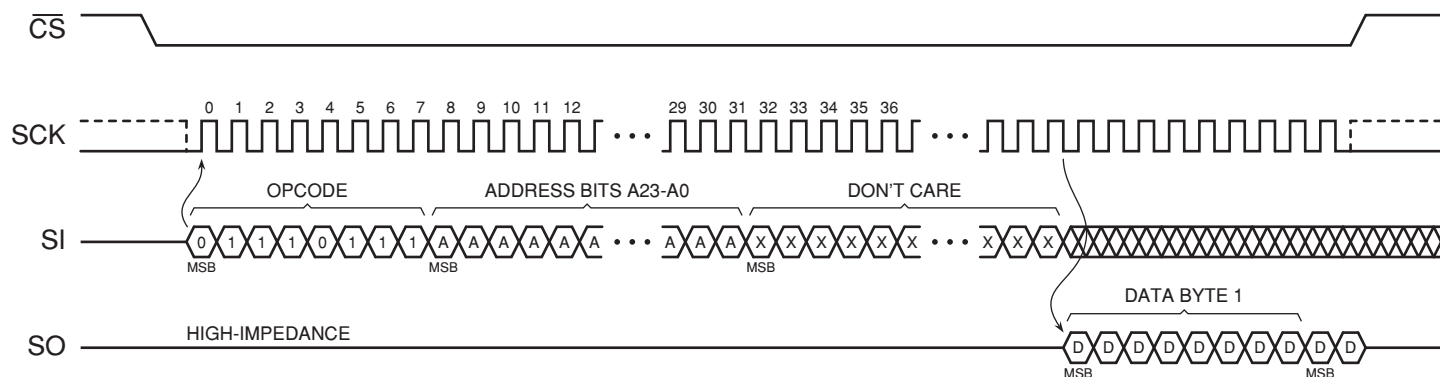 CS
0 1 2 3 4 5 6 7 8 9 10 11 12 29 30 31 32 33 34 35 36
SCK
OPCODE ADDRESS BITS A23-A0 DON'T CARE
SI 0 1 1 1 0 1 1 1 A A A A A A A A A X X X X X X X X X
MSB MSB MSB
DATA BYTE 1
HIGH-IMPEDANCE
SO D D D D D D D D D D
MSB MSB